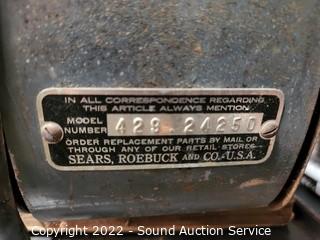 IN ALL CORRESPONDENCE REGARDING
THIS ARTICLE ALWAYS MENTION
MODEL NUMBER 429 24250
ORDER REPLACEMENT PARTS BY MAIL OR
THROUGH ANY OF OUR RETAIL STORES
SEARS, ROEBUCK AND CO.-U.S.A.
Copyright 2022 - Sound Auction Service